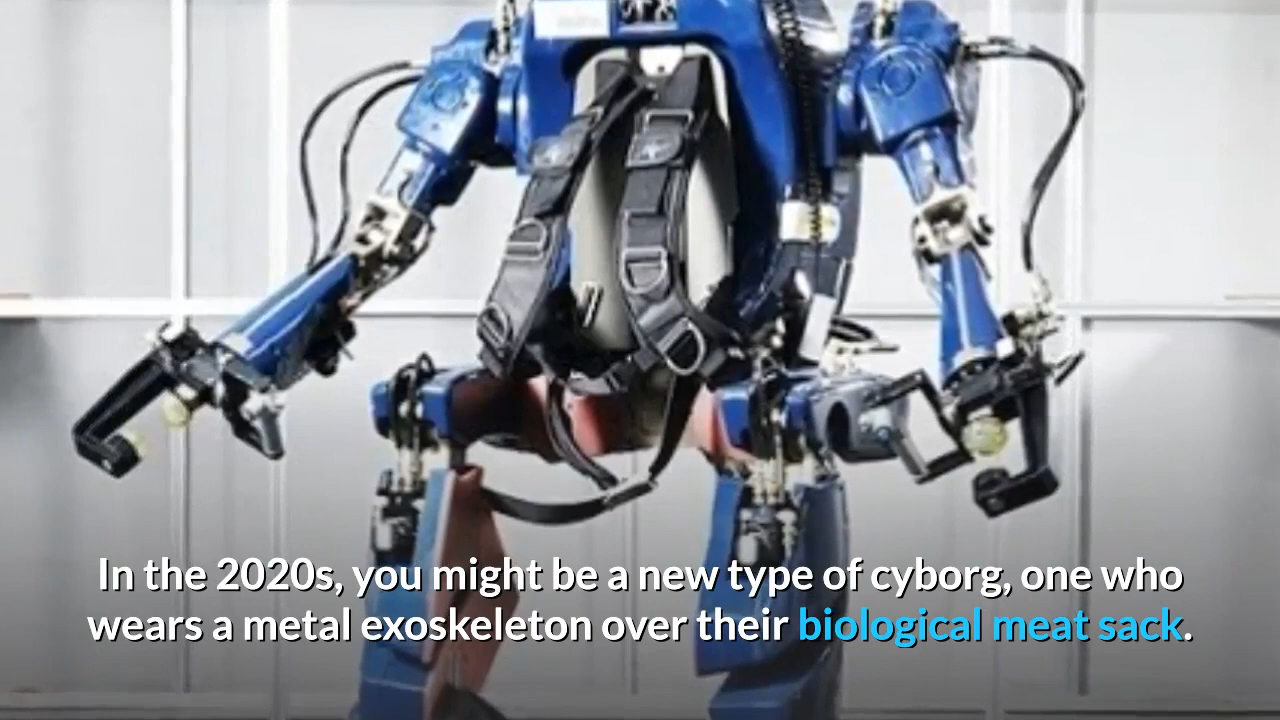 In the 2020s, you might be a new type of cyborg, one who
wears a metal exoskeleton over their biological meat sack.